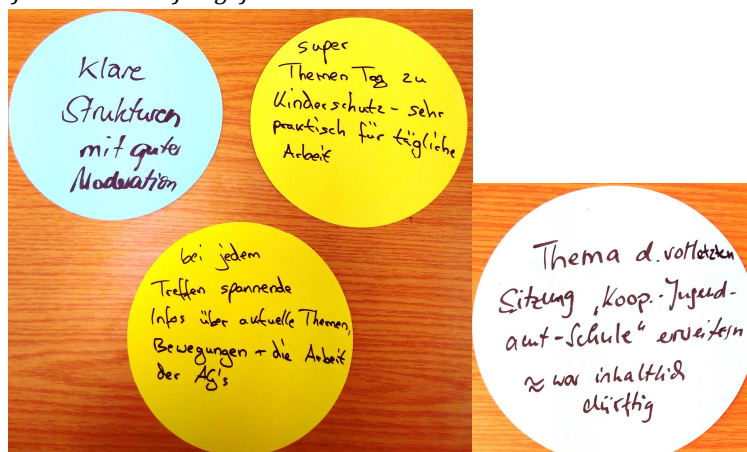 Klare
Strukturen
mit guter
Moderation
super
Themen Tag zu
Kinderschutz - sehr
praktisch für tägliche
Arbeit
bei jedem
Treffen spannende
Infos über aktuelle Themen,
Bewegungen + die Arbeit
der AG's
Thema d. vorletzten
Sitzung „Koop.-Jugend-
amt-Schule" erweitern
≈ war inhaltlich
dürftig